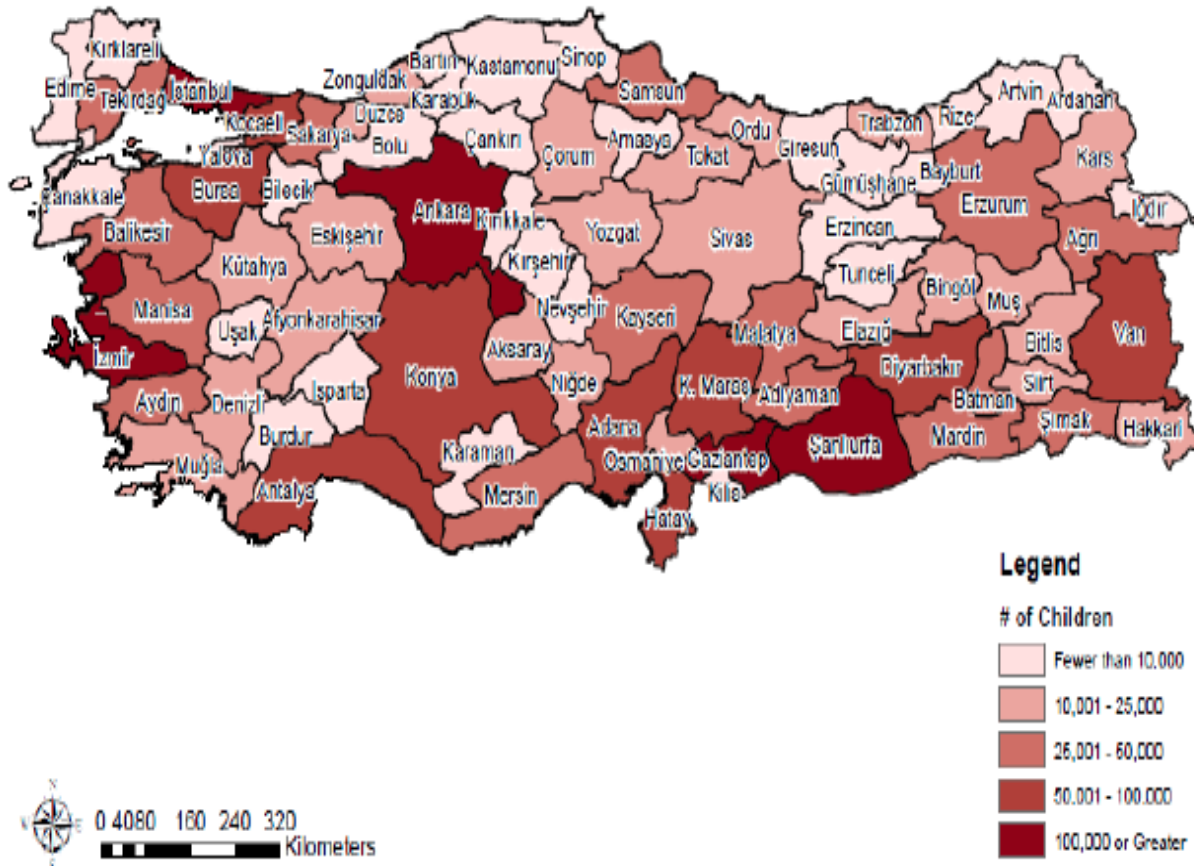 Kırklareli
Edirne
Tekirdag
İstanbul
Kocaeli
Sakarya
Yalova
Zonguldak
Bartın
Karabük
Kastamonu
Sinop
Düzce
Bolu
Çankırı
Samsun
Amasya
Çorum
Ordu
Tokat
Giresun
Trabzon
Rize
Artvin
Ardahan
Gümüşhane
Bayburt
Kars
Iğdır
Çanakkale
Balikesir
Bursa
Bilecik
Eskişehir
Kütahya
Ankara
Kırıkkale
Kırşehir
Yozgat
Sivas
Erzincan
Erzurum
Ağrı
Tunceli
Bingöl
Muş
Manisa
Uşak
Afyonkarahisar
Nevşehir
Kayseri
Malatya
Elazığ
Bitlis
Van
İzmir
Aydın
Denizli
Isparta
Burdur
Konya
Aksaray
Niğde
K. Maraş
Adıyaman
Diyarbakır
Batman
Siirt
Şırnak
Hakkari
Mardin
Şanlıurfa
Muğla
Antalya
Karaman
Mersin
Adana
Osmaniye
Gaziantep
Kilis
Hatay
Legend
# of Children
Fewer than 10.000
10,001 - 25,000
25,001 - 50,000
50.001 - 100.000
100,000 or Greater
N
E
0 4080 160 240 320
Kilometers